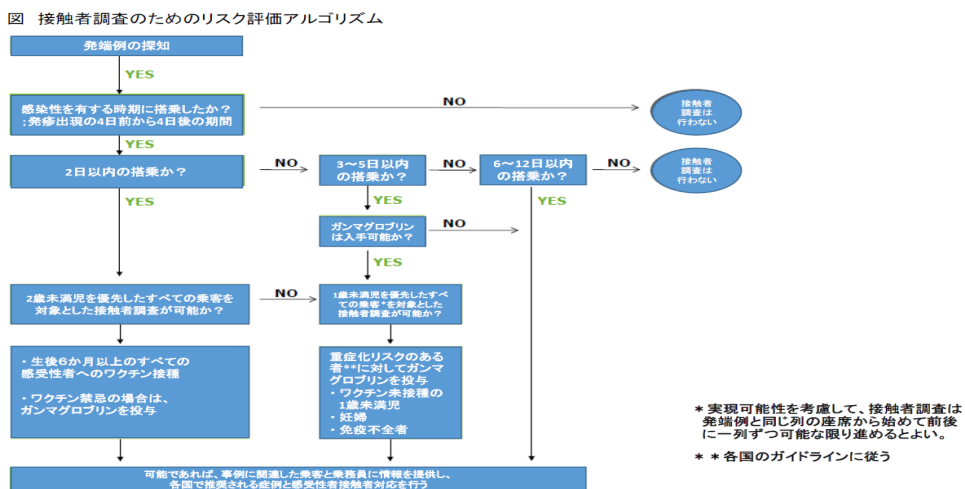 図　接触者調査のためのリスク評価アルゴリズム
発端例の探知
YES
感染性を有する時期に搭乗したか？
:発疹出現の4日前から4日後の期間
NO
接触者
調査は
行わない
YES
2日以内の搭乗か？
NO
3～5日以内
の搭乗か？
NO
6～12日以内
の搭乗か？
NO
接触者
調査は
行わない
YES
YES
YES
ガンマグロブリン
は入手可能か？
NO
YES
2歳未満児を優先したすべての乗客を
対象とした接触者調査が可能か？
NO
1歳未満児を優先したすべ
ての乗客*を対象とした
接触者調査が可能か？
・生後6か月以上のすべての
感受性者へのワクチン接種
・ワクチン禁忌の場合は、
ガンマグロブリンを投与
重症化リスクのある
者**に対してガンマ
グロブリンを投与
・ワクチン未接種の
1歳未満児
・妊婦
・免疫不全者
* 実現可能性を考慮して、接触者調査は
発端例と同じ列の座席から始めて前後
に一列ずつ可能な限り進めるとよい。
* * 各国のガイドラインに従う
可能であれば、事例に関連した乗客と乗務員に情報を提供し、
各国で推奨される症例と感受性者接触者対応を行う